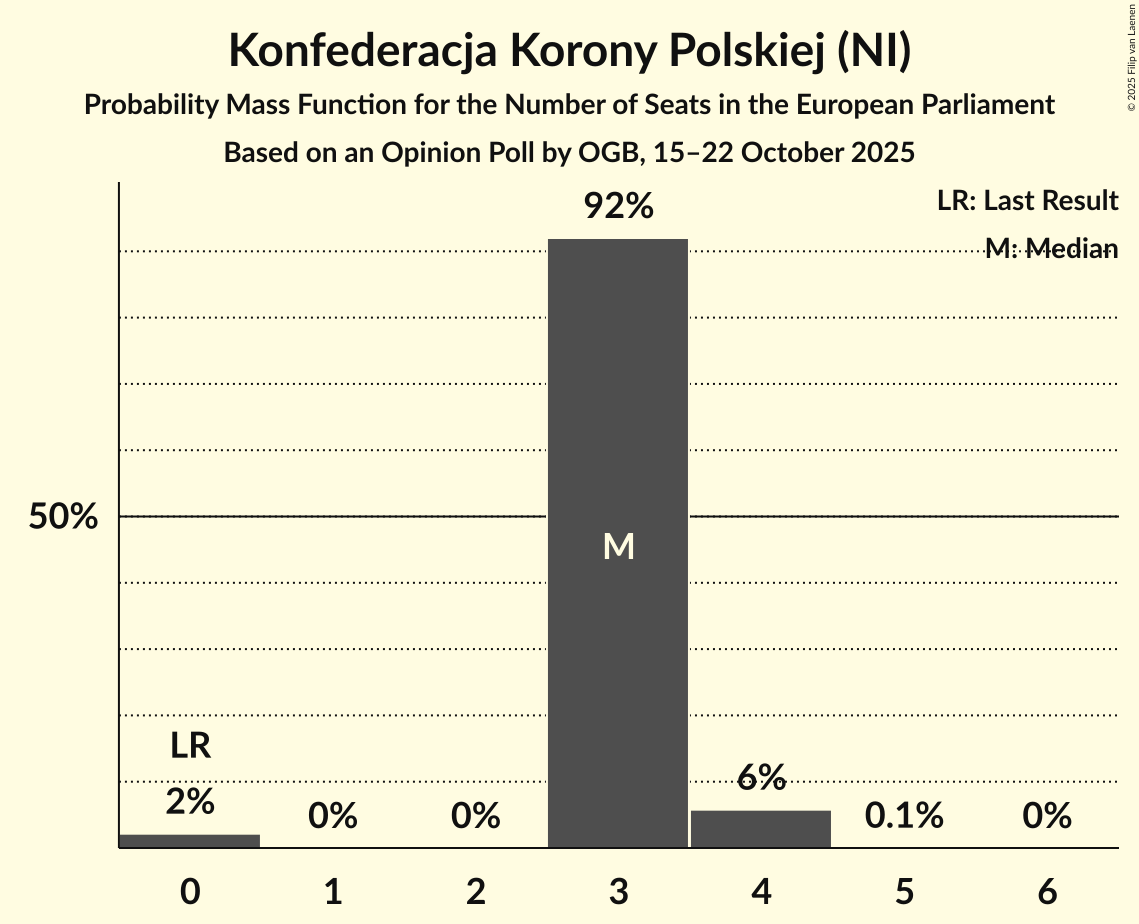 Konfederacja Korony Polskiej (NI)
Probability Mass Function for the Number of Seats in the European Parliament
Based on an Opinion Poll by OGB, 15–22 October 2025
© 2025 Filip van Laenen
LR: Last Result
M: Median
92%
50%
M
LR
2%
0%
0%
6%
0.1%
0%
0 1 2 3 4 5 6